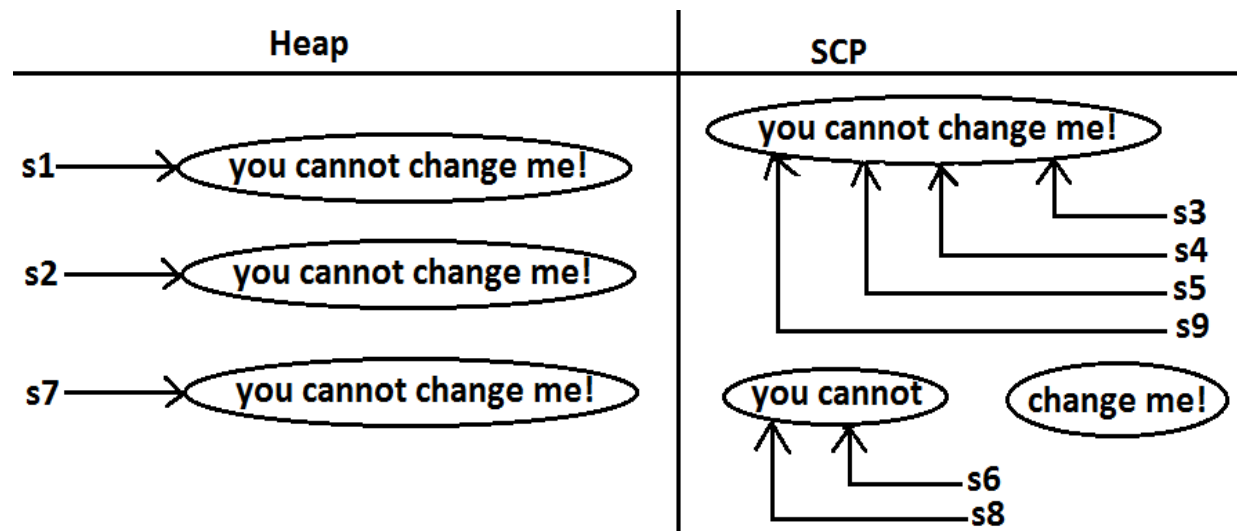 Heap
SCP
s1
you cannot change me!
s2
you cannot change me!
s7
you cannot change me!
you cannot change me!
s3
s4
s5
s9
you cannot
change me!
s6
s8